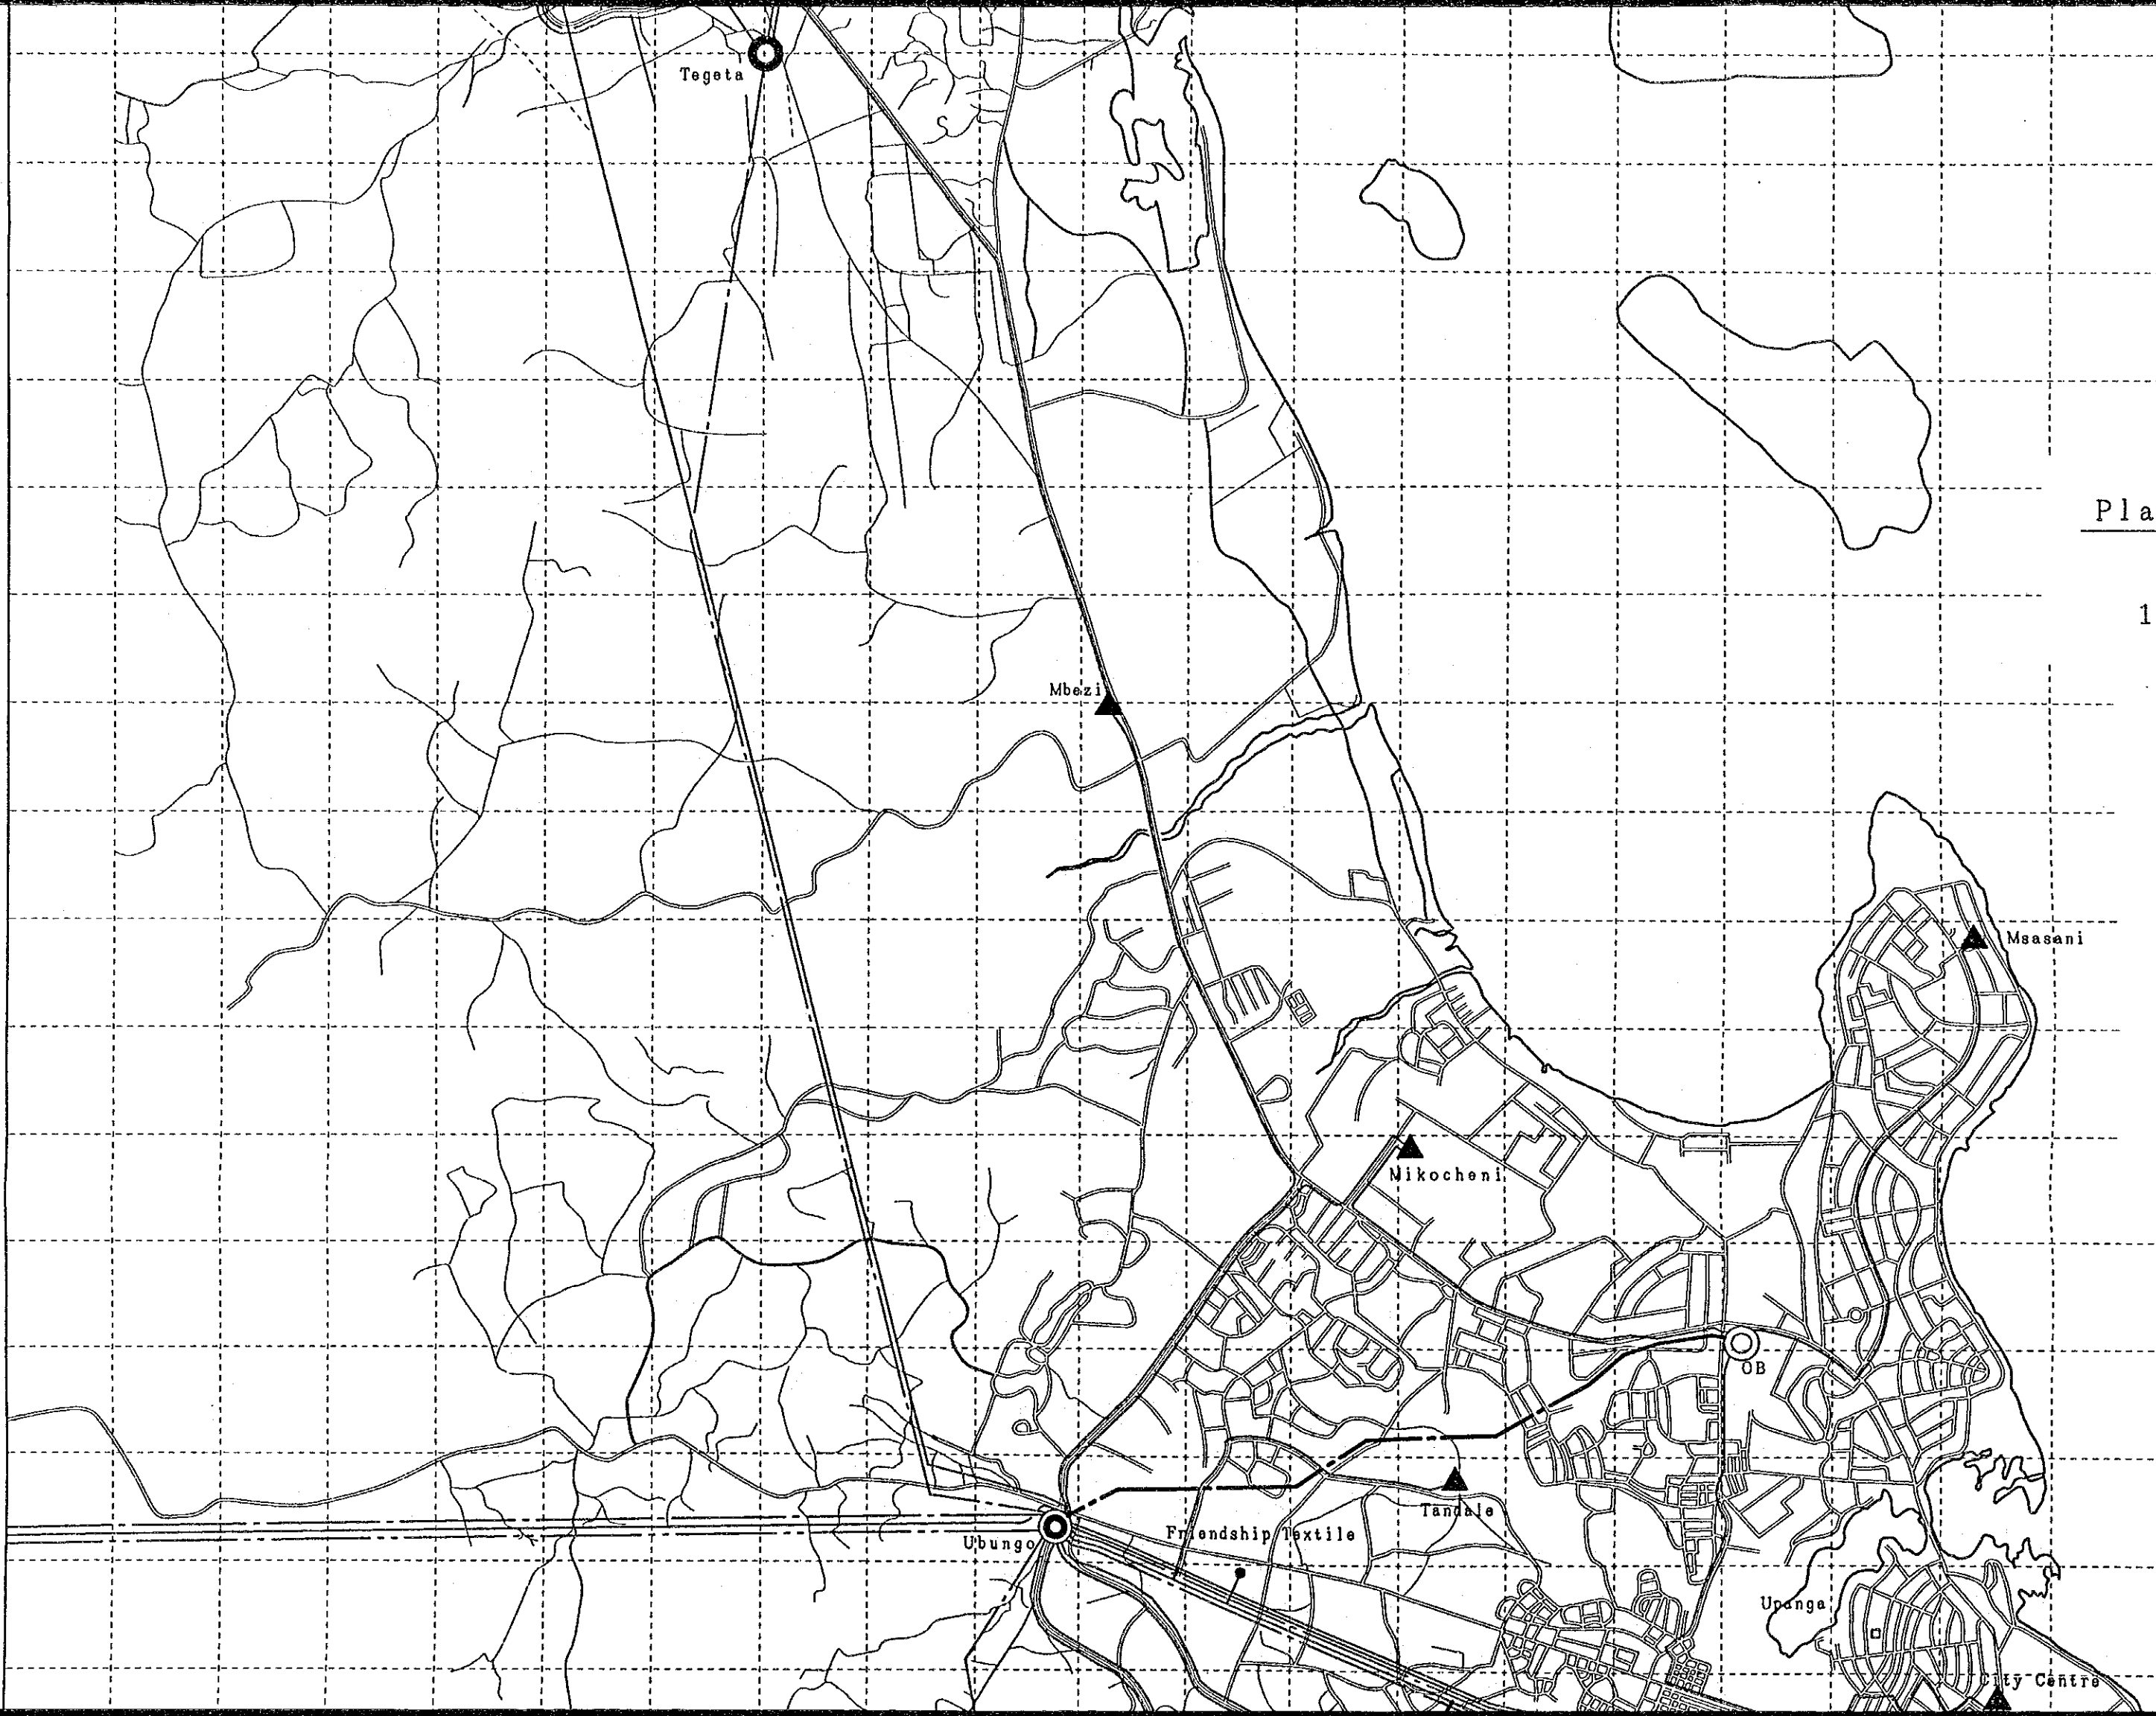 Tegeta
Pla
1
Mbezi
Msasani
Mikocheni
OB
Tandale
Friendship Textile
Ubungo
Upanga
City Centre